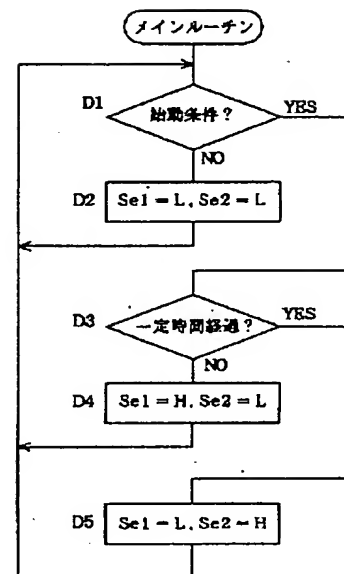 メインルーチン
D1 始動条件? YES
NO
D2 Se1=L,Se2=L
D3 一定時間経過? YES
NO
D4 Se1=H,Se2=L
D5 Se1=L,Se2=H